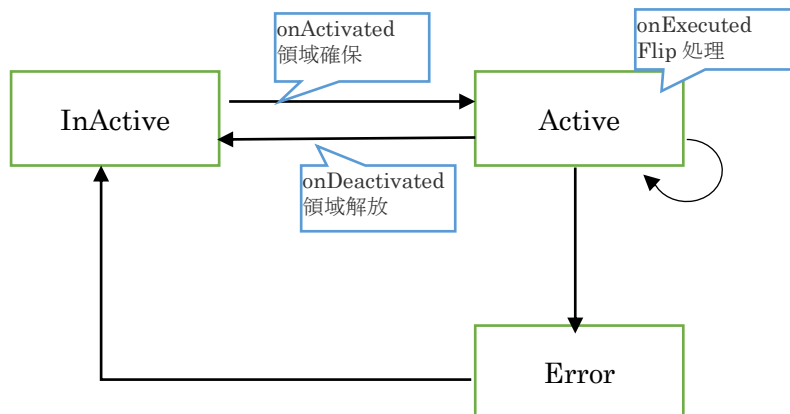 onActivated
領域確保
onExecuted
Flip 処理
InActive
Active
onDeactivated
領域解放
Error